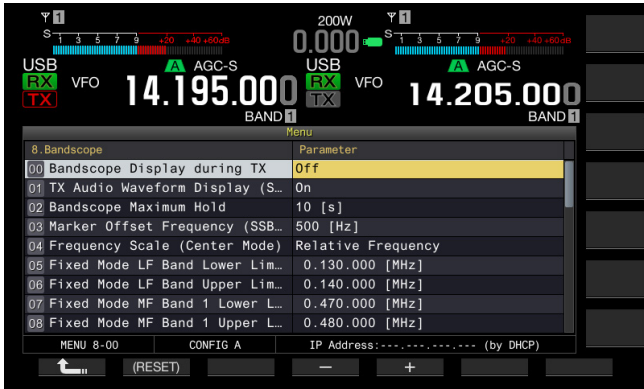 1 200W 1
S 1 3 5 7 9 +20 +40 +60dB 0.000 S 1 3 5 7 9 +20 +40 +60dB
USB A AGC-S USB A AGC-S
RX VFO 14.195.000 RX VFO 14.205.000
TX TX
BAND 1 BAND 1
Menu
8.Bandscope Parameter
00 Bandscope Display during TX Off
01 TX Audio Waveform Display (S… On
02 Bandscope Maximum Hold 10 [s]
03 Marker Offset Frequency (SSB… 500 [Hz]
04 Frequency Scale (Center Mode) Relative Frequency
05 Fixed Mode LF Band Lower Lim… 0.130.000 [MHz]
06 Fixed Mode LF Band Upper Lim… 0.140.000 [MHz]
07 Fixed Mode MF Band 1 Lower L… 0.470.000 [MHz]
08 Fixed Mode MF Band 1 Upper L… 0.480.000 [MHz]
MENU 8-00 CONFIG A IP Address:---.---.---.--- (by DHCP)
(RESET) − +